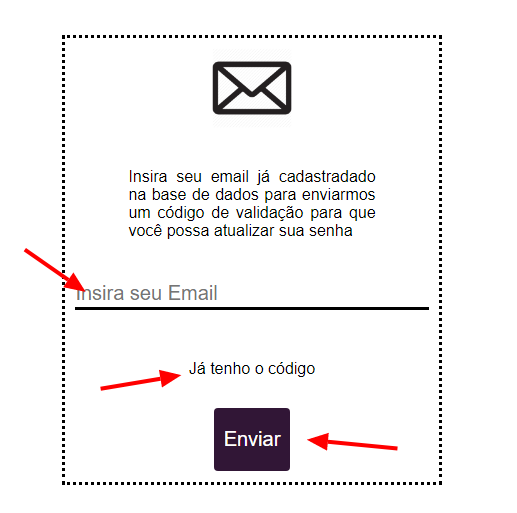 Insira seu email já cadastradado
na base de dados para enviarmos
um código de validação para que
você possa atualizar sua senha
Insira seu Email
Já tenho o código
Enviar